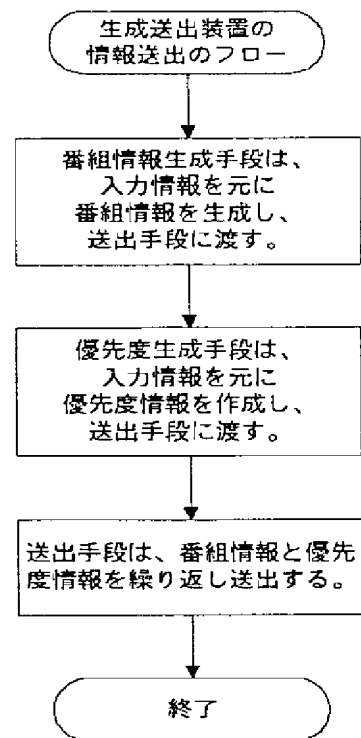 生成送出装置の
情報送出のフロー
番組情報生成手段は、
入力情報を元に
番組情報を生成し、
送出手段に渡す。
優先度生成手段は、
入力情報を元に
優先度情報を作成し、
送出手段に渡す。
送出手段は、番組情報と優先
度情報を繰り返し送出する。
終了